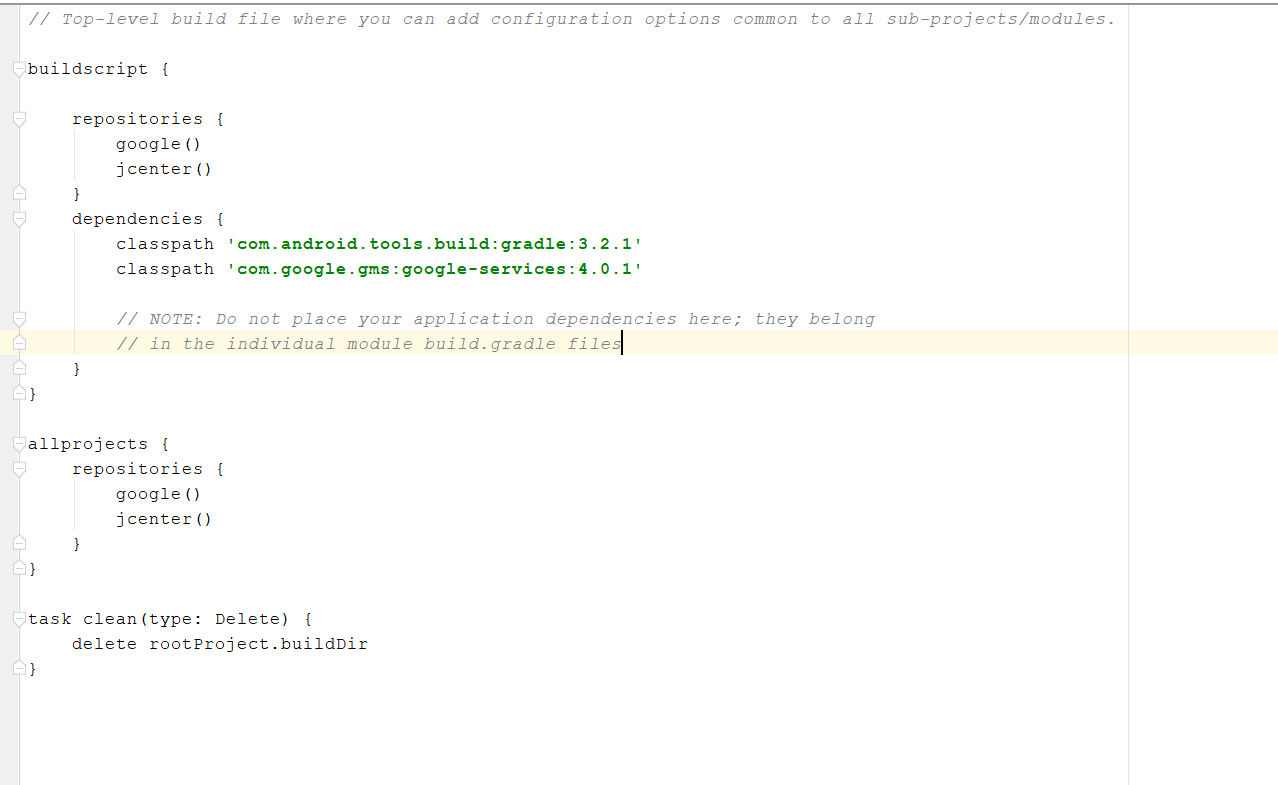 // Top-level build file where you can add configuration options common to all sub-projects/modules.
buildscript {
repositories {
google()
jcenter()
}
dependencies {
classpath 'com.android.tools.build:gradle:3.2.1'
classpath 'com.google.gms:google-services:4.0.1'
// NOTE: Do not place your application dependencies here; they belong
// in the individual module build.gradle files
}
}
allprojects {
repositories {
google()
jcenter()
}
}
task clean(type: Delete) {
delete rootProject.buildDir
}